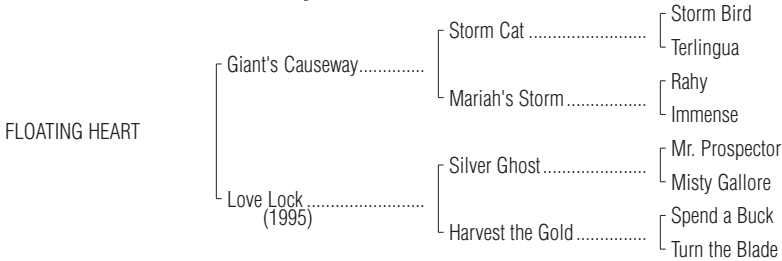 Storm Bird
Storm Cat ........................
Terlingua
Giant's Causeway..............
Rahy
Mariah's Storm .................
Immense
FLOATING HEART
Mr. Prospector
Silver Ghost......................
Misty Gallore
Love Lock .........................
(1995)
Spend a Buck
Harvest the Gold ...............
Turn the Blade